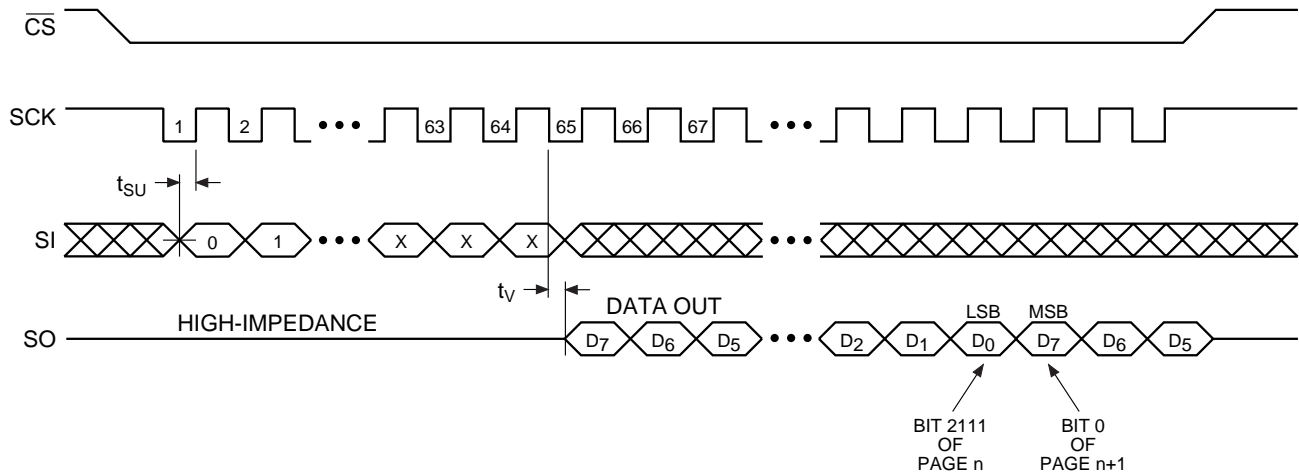 CS
SCK 1 2 ••• 63 64 65 66 67 •••
tSU
SI 0 1 ••• X X X •••
tV
HIGH-IMPEDANCE DATA OUT LSB MSB
SO D7 D6 D5 ••• D2 D1 D0 D7 D6 D5
BIT 2111
OF
PAGE n
BIT 0
OF
PAGE n+1